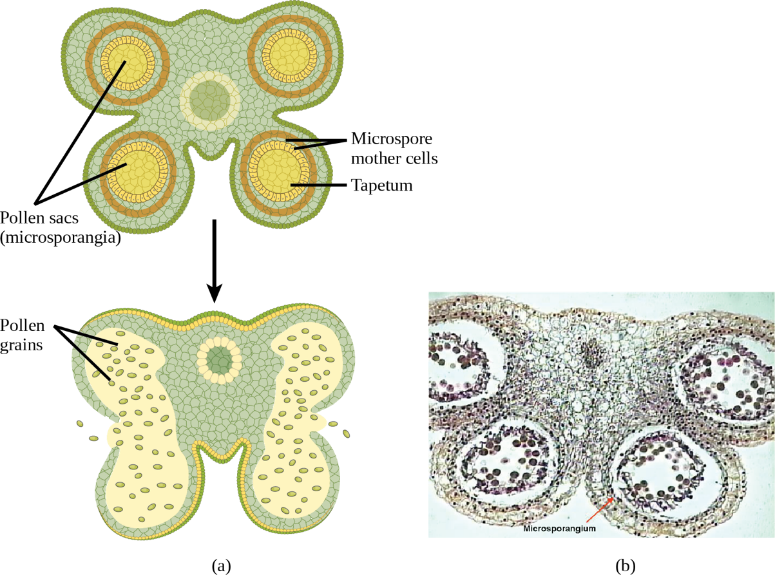 Microspore
mother cells
Tapetum
Pollen sacs
(microsporangia)
Pollen
grains
Microsporangium
(a)
(b)